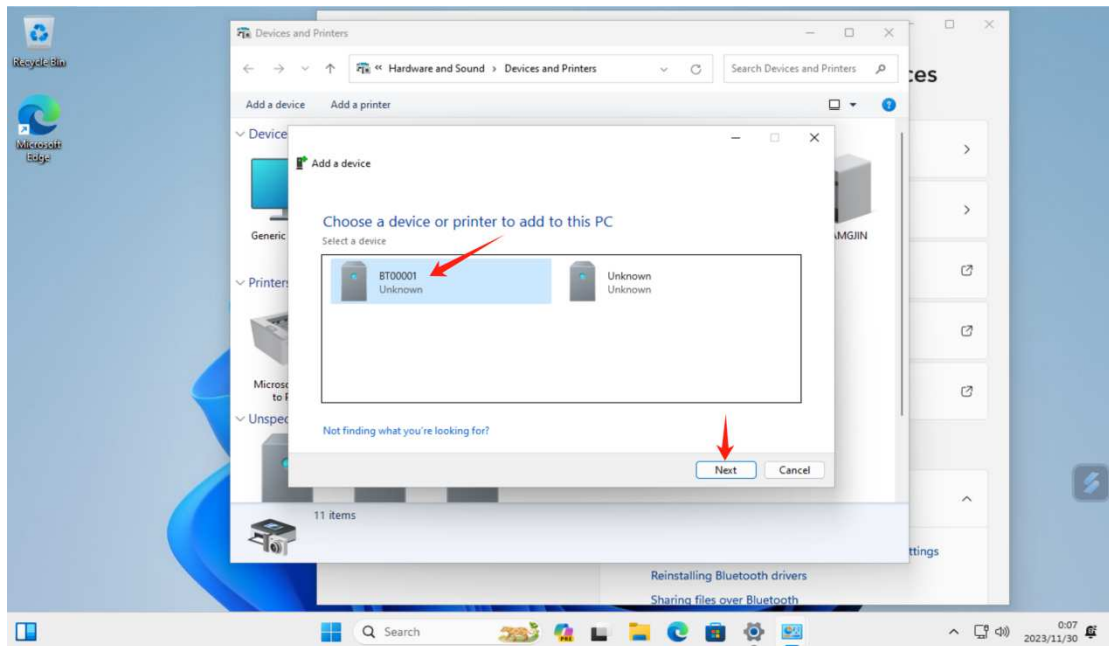 Recycle Bin
Microsoft
Edge
Devices and Printers
« Hardware and Sound › Devices and Printers
Search Devices and Printers
ces
Add a device Add a printer
Device
Add a device
Choose a device or printer to add to this PC
Select a device
Generic
AMGJIN
BT00001
Unknown
Unknown
Unknown
Printers
Microso
to P
Unspec
Not finding what you're looking for?
Next Cancel
11 items
ttings
Reinstalling Bluetooth drivers
Sharing files over Bluetooth
Search
PRE
0:07
2023/11/30